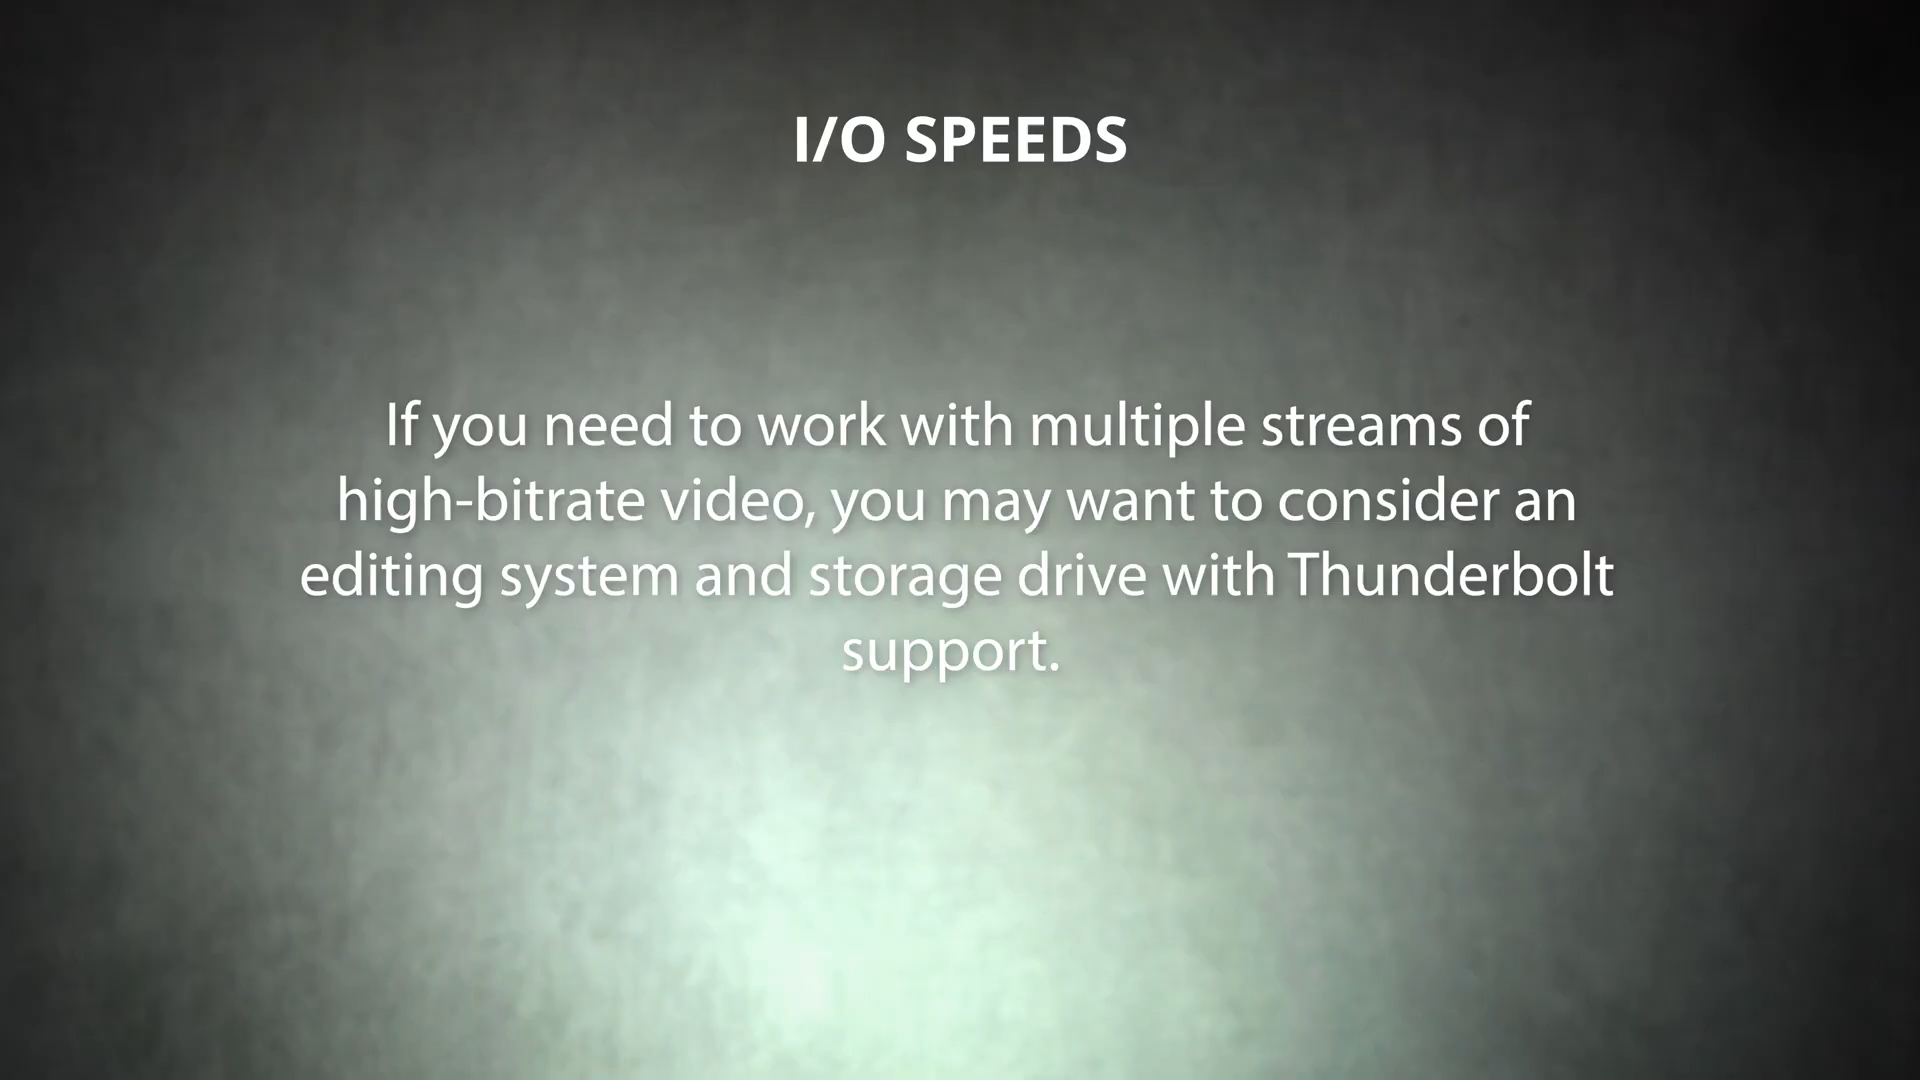 I/O SPEEDS
If you need to work with multiple streams of
high-bitrate video, you may want to consider an
editing system and storage drive with Thunderbolt
support.